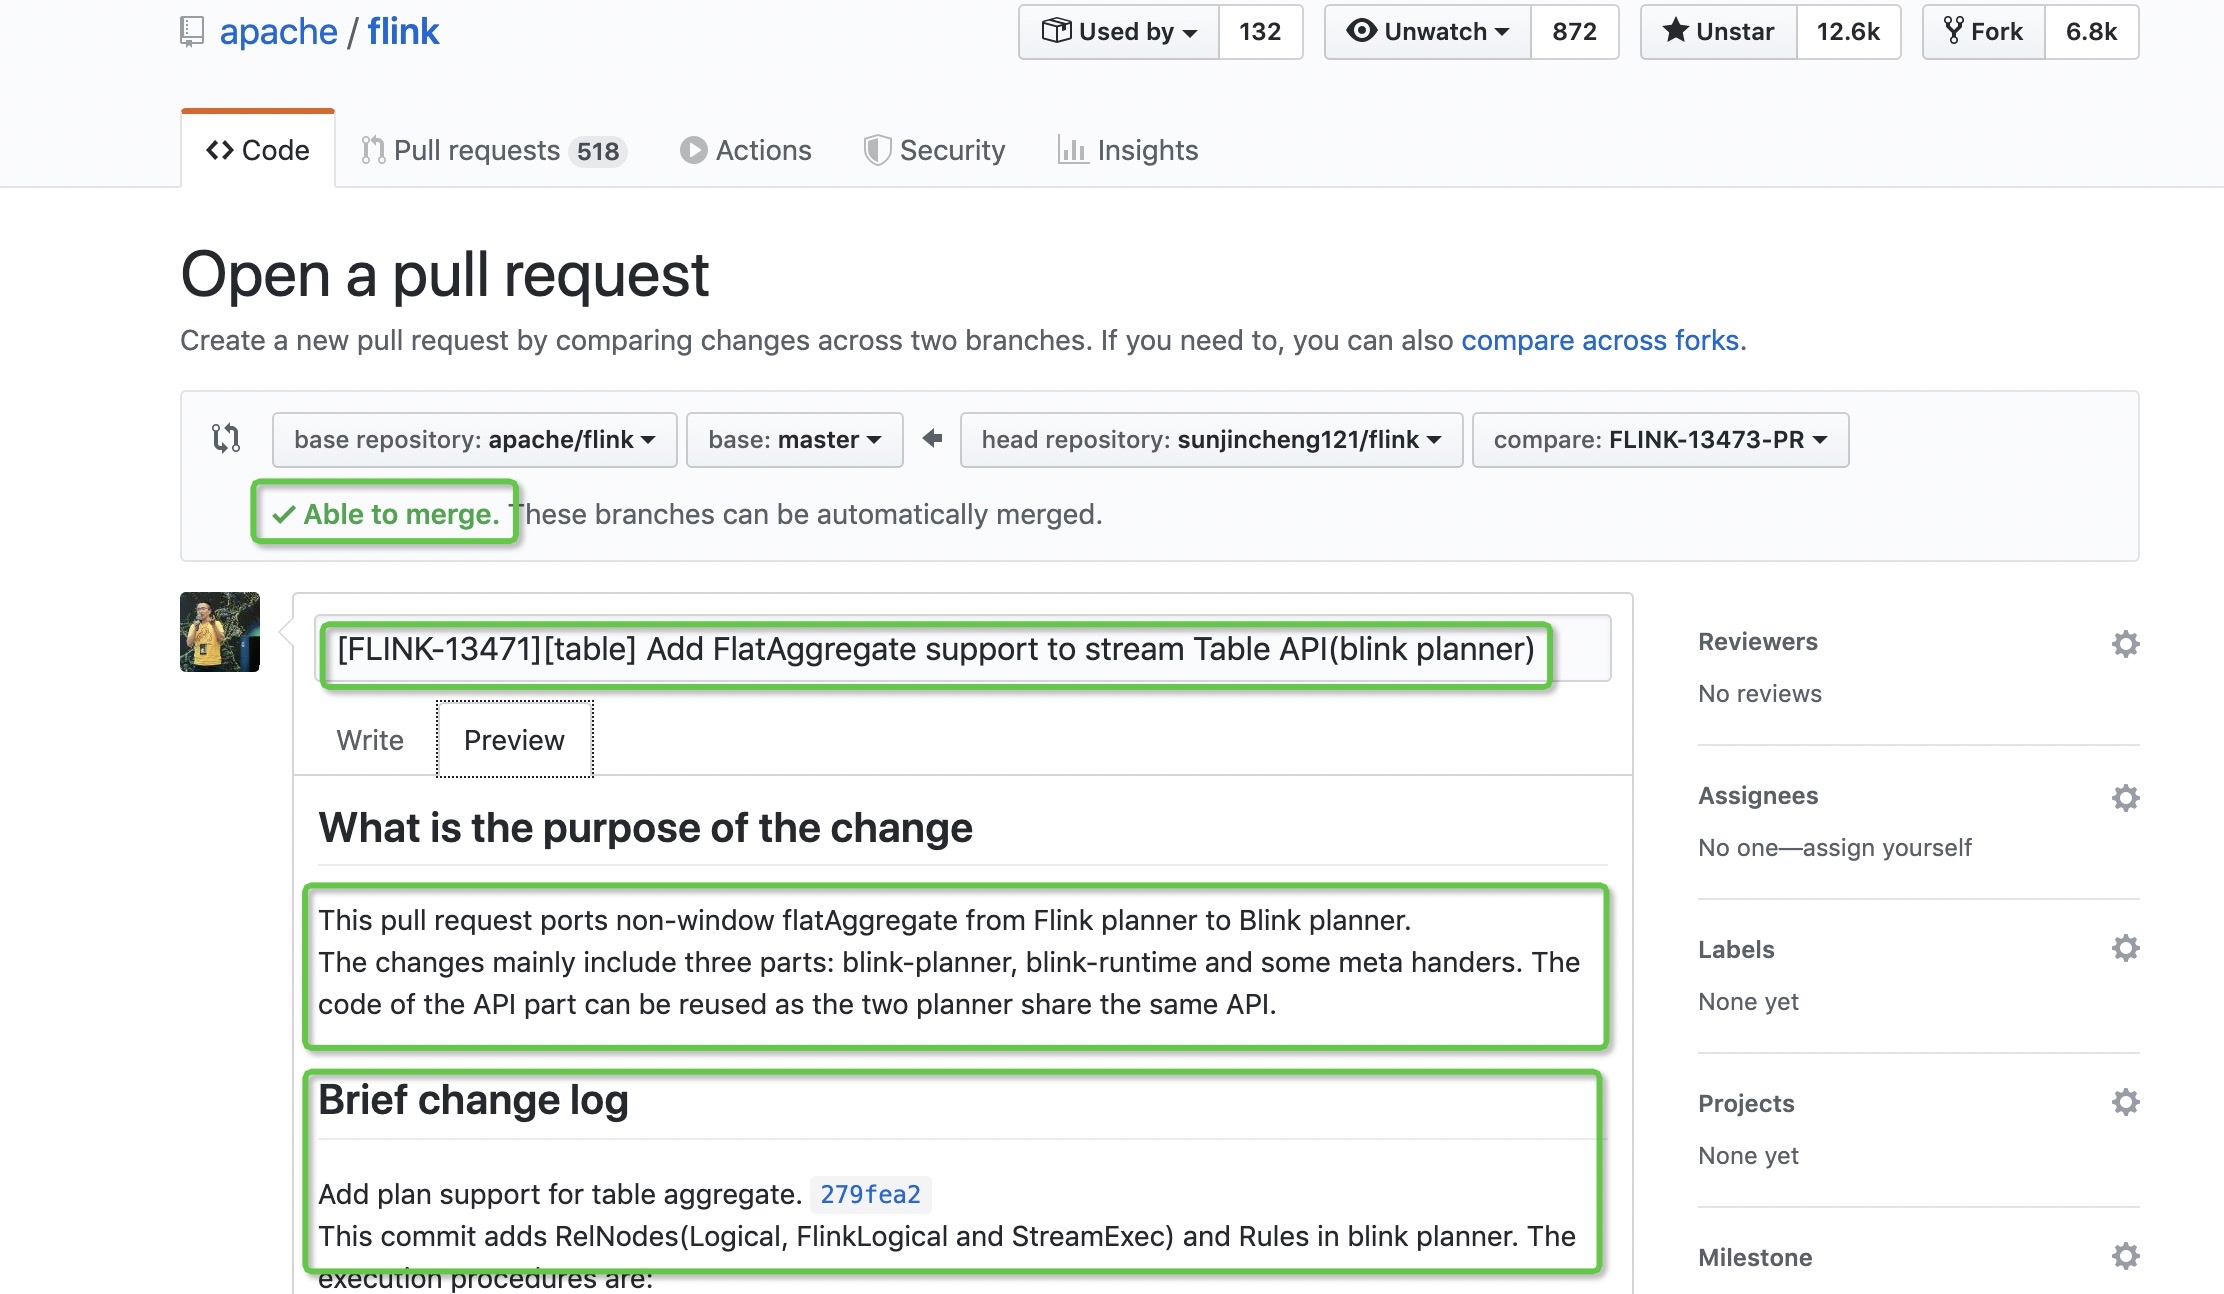 apache / flink
Used by 132 Unwatch 872 Unstar 12.6k Fork 6.8k
Code Pull requests 518 Actions Security Insights
Open a pull request
Create a new pull request by comparing changes across two branches. If you need to, you can also compare across forks.
base repository: apache/flink base: master head repository: sunjincheng121/flink compare: FLINK-13473-PR
Able to merge. These branches can be automatically merged.
[FLINK-13471][table] Add FlatAggregate support to stream Table API(blink planner)
Write Preview
What is the purpose of the change
This pull request ports non-window flatAggregate from Flink planner to Blink planner.
The changes mainly include three parts: blink-planner, blink-runtime and some meta handers. The
code of the API part can be reused as the two planner share the same API.
Brief change log
Add plan support for table aggregate. 279fea2
This commit adds RelNodes(Logical, FlinkLogical and StreamExec) and Rules in blink planner. The
execution procedures are:
Reviewers
No reviews
Assignees
No one—assign yourself
Labels
None yet
Projects
None yet
Milestone